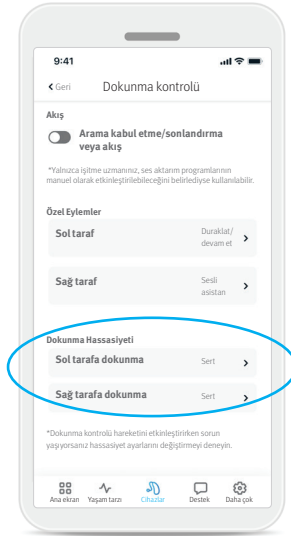 9:41
Geri Dokunma kontrolü
Akış
Arama kabul etme/sonlandırma
veya akış
*Yalnızca işitme uzmanınız, ses aktarım programlarının
manuel olarak etkinleştirilebileceğini belirlediyse kullanılabilir.
Özel Eylemler
Sol taraf Duraklat/
devam et
Sağ taraf Sesli
asistan
Dokunma Hassasiyeti
Sol tarafa dokunma Sert
Sağ tarafa dokunma Sert
*Dokunma kontrolü hareketini etkinleştirirken sorun
yaşıyorsanız hassasiyet ayarlarını değiştirmeyi deneyin.
Ana ekran Yaşam tarzı Cihazlar Destek Daha çok